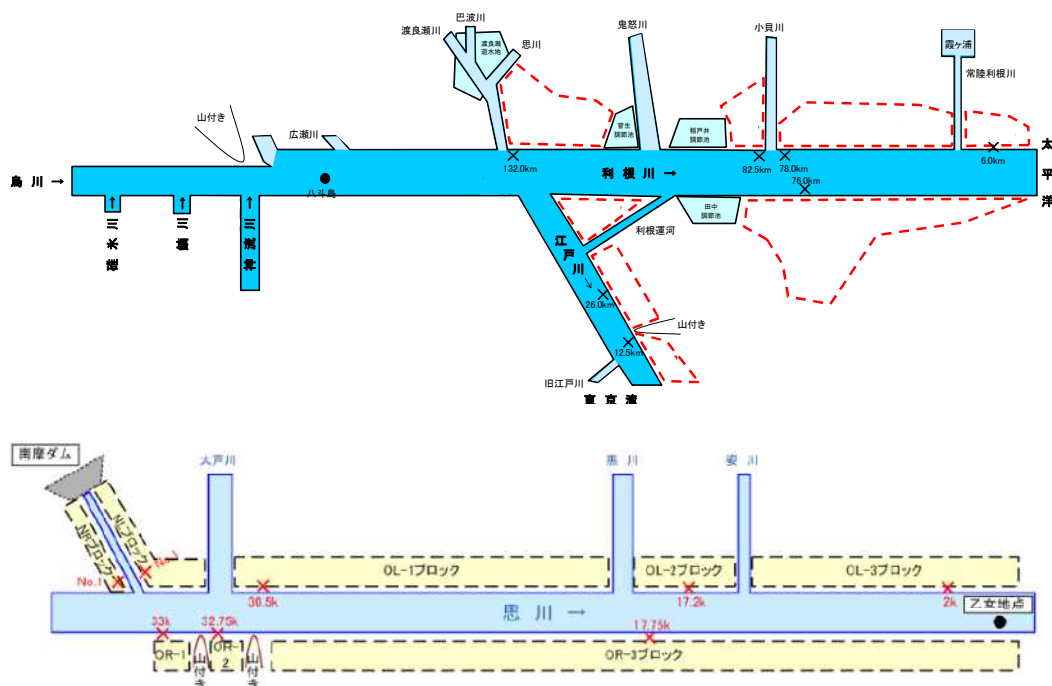 巴波川
渡良瀬川
渡良瀬
遊水地
思川
鬼怒川
小貝川
霞ヶ浦
常陸利根川
山付き
広瀬川
菅生
調節池
稲戸井
調節池
太
平
洋
烏川→
八斗島
132.0km
利根川→
82.5km
78.0km
76.0km
6.0km
碓氷川→
鏑川→
神流川→
田中
調節池
利根運河
江戸川→
26.0km
山付き
12.5km
旧江戸川
東京湾
南摩ダム
大芦川
黒川
姿川
NRブロック
NLブロック
No.1
No.1
OL-1ブロック
OL-2ブロック
OL-3ブロック
30.5k
17.2k
2k
思川→
乙女地点
33k
32.75k
17.75k
OR-1
山付き
OR-
2
山付き
OR-3ブロック